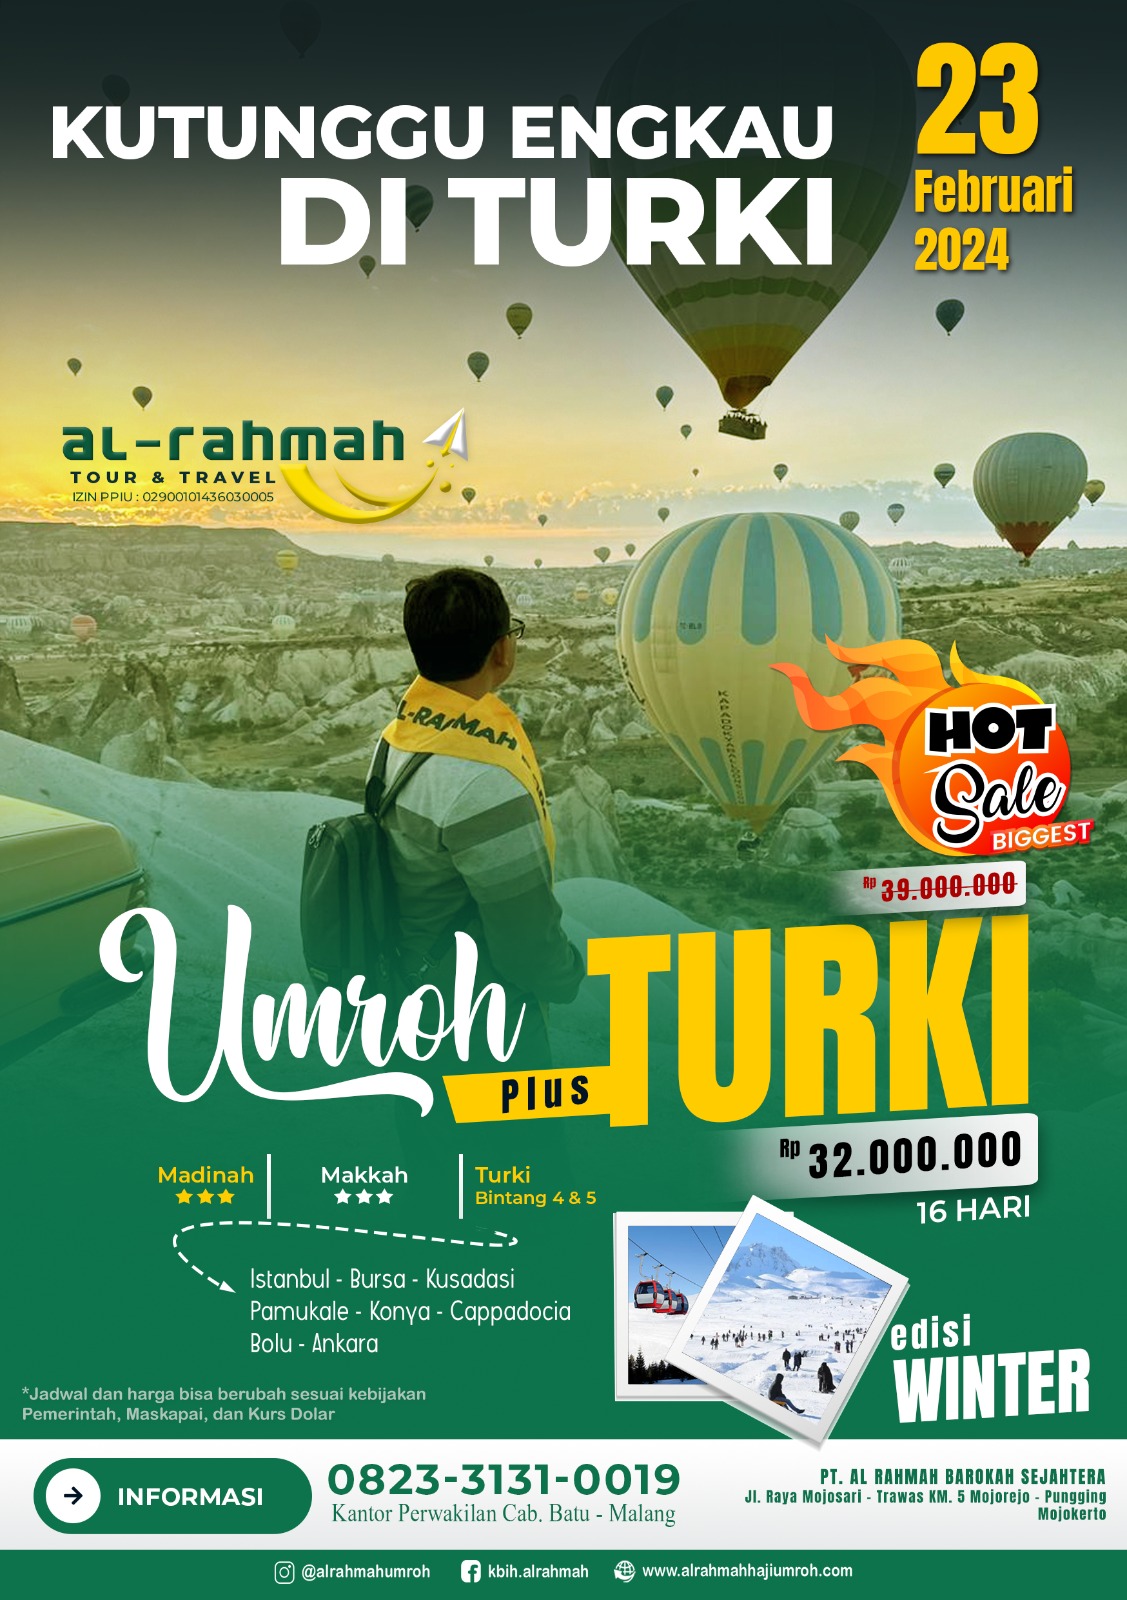 KUTUNGGU ENGKAU
DI TURKI
23
Februari
2024
al-rahmah
TOUR & TRAVEL
IZIN PPIU : 02900101436030005
L-RAHMAH
HOT
Sale
BIGGEST
Rp 39.000.000
Umroh
Plus
TURKI
Rp 32.000.000
16 HARI
Madinah
Makkah
Turki
Bintang 4 & 5
Istanbul - Bursa - Kusadasi
Pamukale - Konya - Cappadocia
Bolu - Ankara
edisi
WINTER
*Jadwal dan harga bisa berubah sesuai kebijakan
Pemerintah, Maskapai, dan Kurs Dolar
INFORMASI
0823-3131-0019
Kantor Perwakilan Cab. Batu - Malang
PT. AL RAHMAH BAROKAH SEJAHTERA
Jl. Raya Mojosari - Trawas KM. 5 Mojorejo - Pungging
Mojokerto
@alrahmahumroh
kbih.alrahmah
www.alrahmahhajiumroh.com